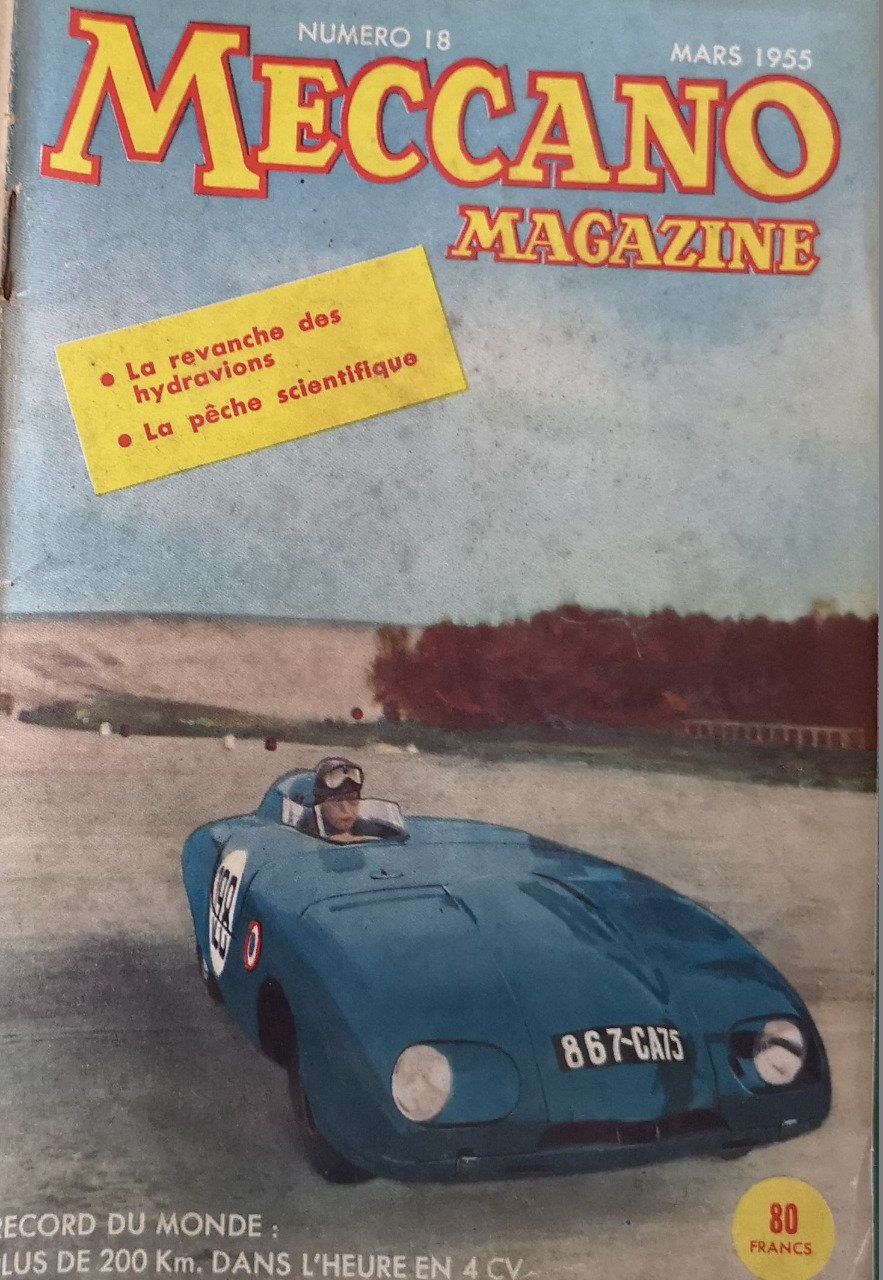 NUMERO 18
MARS 1955
MECCANO
MAGAZINE
• La revanche des
hydravions
• La pêche scientifique
867-CA75
RECORD DU MONDE :
LUS DE 200 Km. DANS L'HEURE EN 4 CV
80
FRANCS